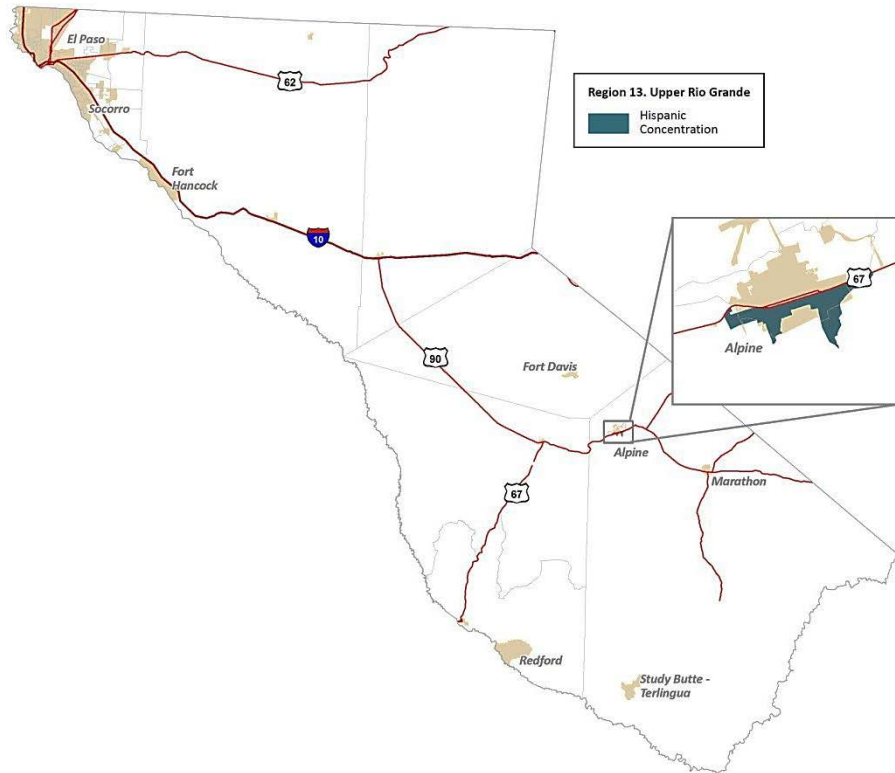 El Paso
62
Region 13. Upper Rio Grande
Hispanic
Concentration
Socorro
Fort
Hancock
10
67
Alpine
90
Fort Davis
Alpine
Marathon
67
Redford
Study Butte -
Terlingua